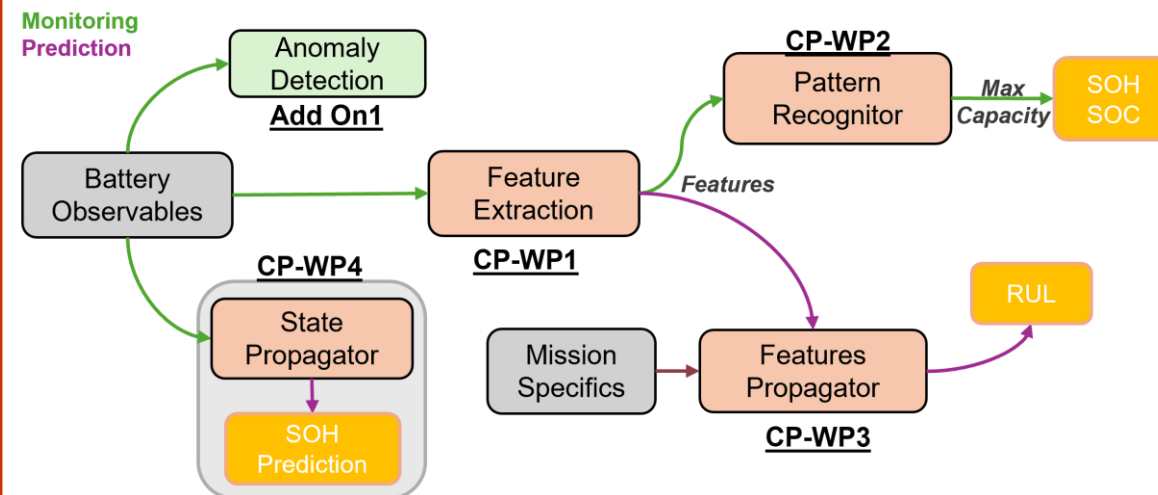 Monitoring
Prediction
Anomaly
Detection
Add On1
CP-WP2
Pattern
Recognitor
Max
Capacity
SOH
SOC
Battery
Observables
Feature
Extraction
CP-WP1
Features
CP-WP4
State
Propagator
SOH
Prediction
Mission
Specifics
Features
Propagator
CP-WP3
RUL